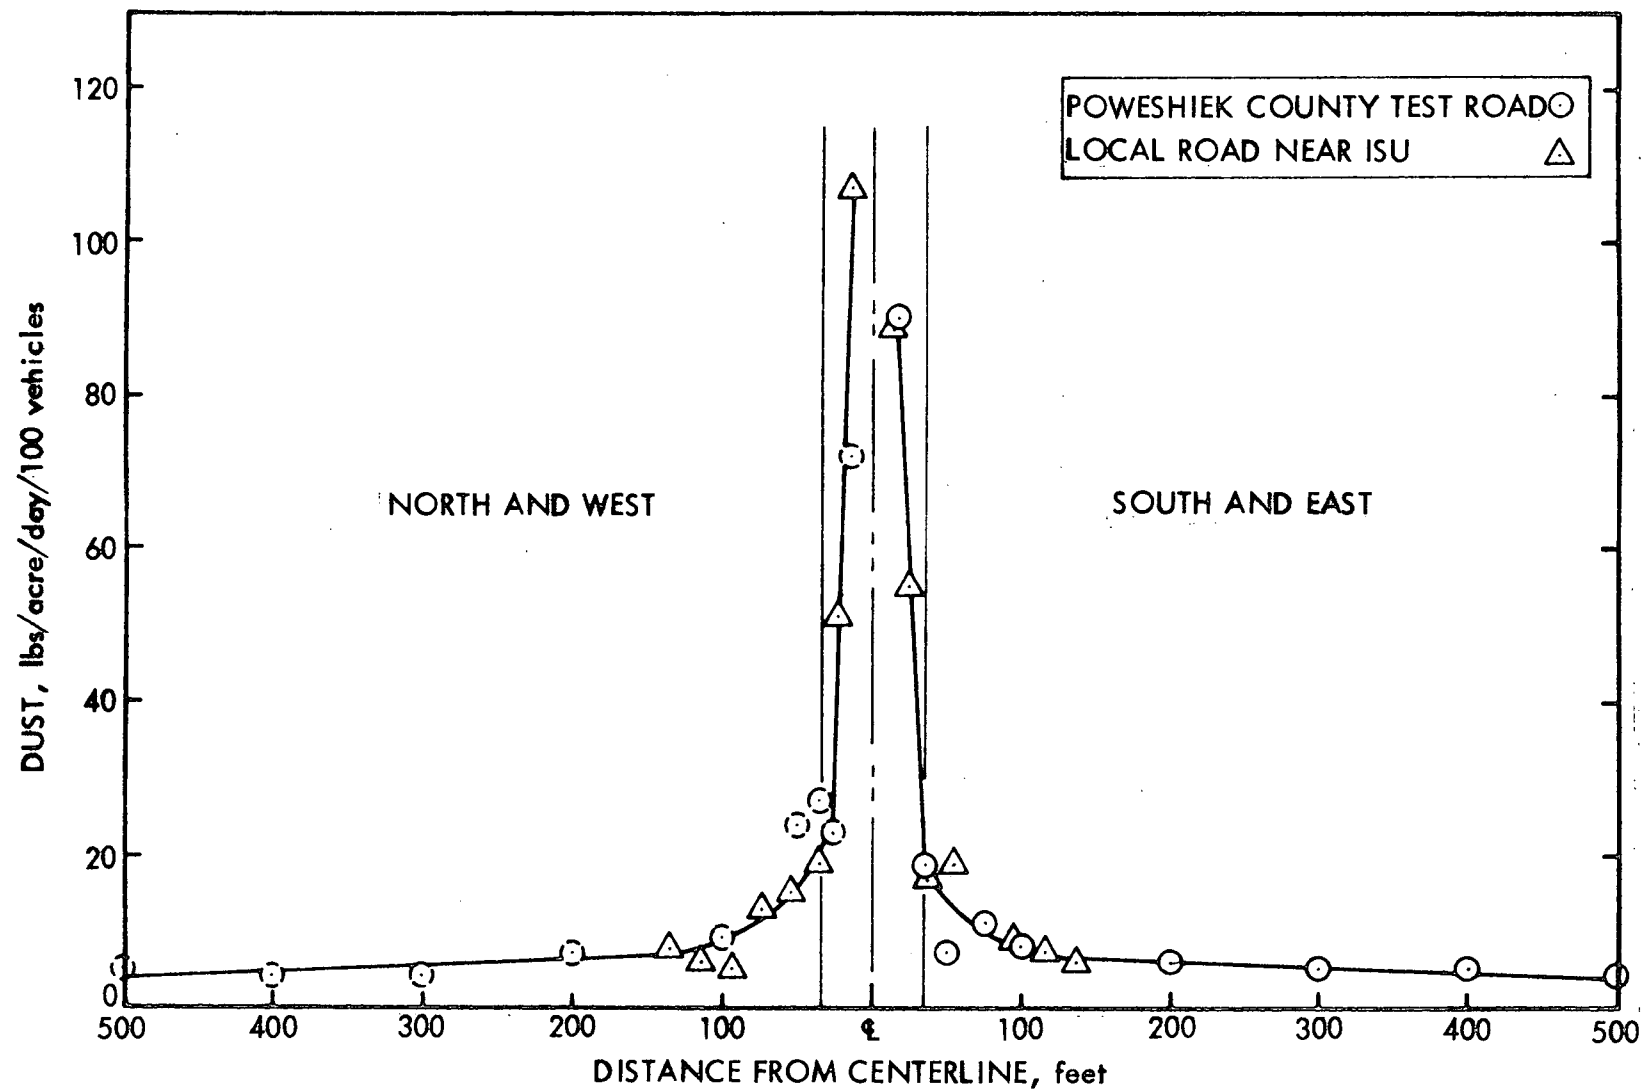 120
100
80
60
40
20
0
DUST, lbs/acre/day/100 vehicles
POWESHIEK COUNTY TEST ROAD
LOCAL ROAD NEAR ISU
NORTH AND WEST
SOUTH AND EAST
500 400 300 200 100 ℄ 100 200 300 400 500
DISTANCE FROM CENTERLINE, feet